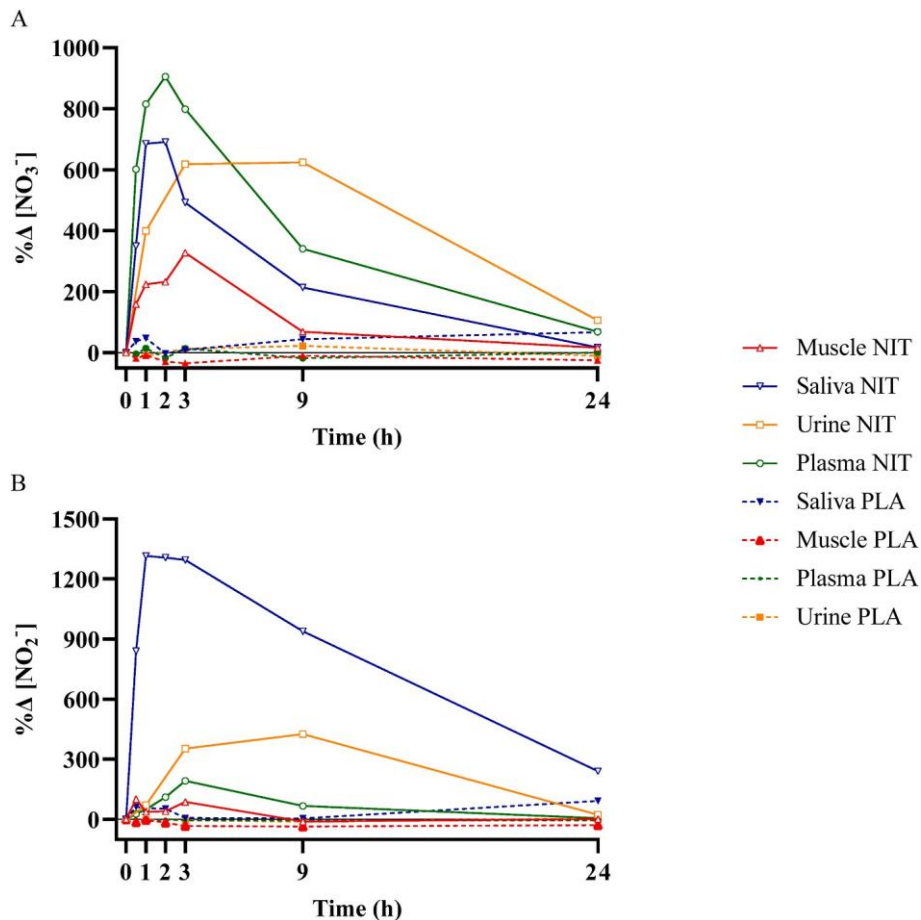 A
1000
800
600
400
200
0
%Δ [NO₃⁻]
0 1 2 3 9 24
Time (h)
Muscle NIT
Saliva NIT
Urine NIT
Plasma NIT
Saliva PLA
Muscle PLA
Plasma PLA
Urine PLA
B
1500
1200
900
600
300
0
%Δ [NO₂⁻]
0 1 2 3 9 24
Time (h)